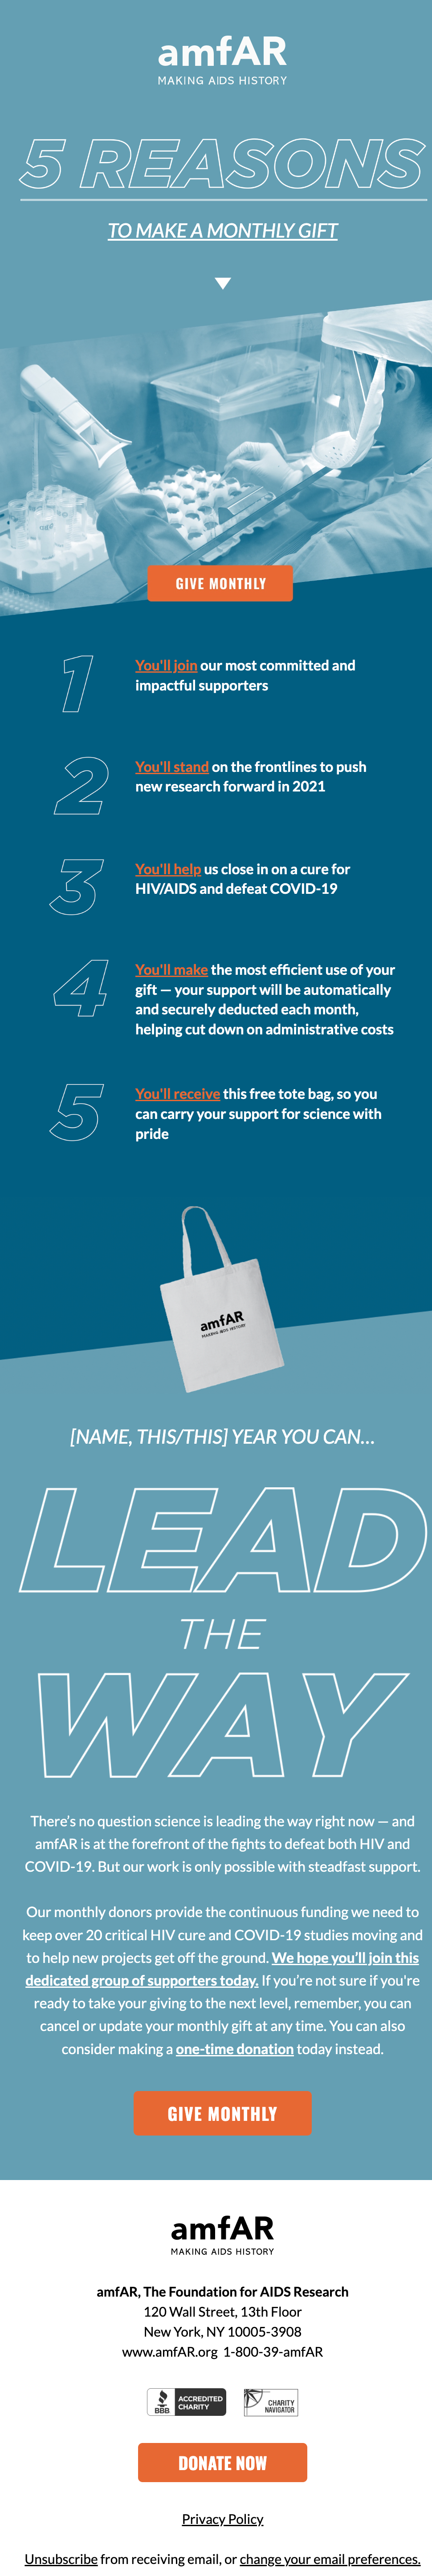 amfAR
MAKING AIDS HISTORY
5 REASONS
TO MAKE A MONTHLY GIFT
GIVE MONTHLY
1
You'll join our most committed and
impactful supporters
2
You'll stand on the frontlines to push
new research forward in 2021
3
You'll help us close in on a cure for
HIV/AIDS and defeat COVID-19
4
You'll make the most efficient use of your
gift — your support will be automatically
and securely deducted each month,
helping cut down on administrative costs
5
You'll receive this free tote bag, so you
can carry your support for science with
pride
amfAR
MAKING AIDS HISTORY
[NAME, THIS/THIS] YEAR YOU CAN...
LEAD
THE
WAY
There's no question science is leading the way right now — and
amfAR is at the forefront of the fights to defeat both HIV and
COVID-19. But our work is only possible with steadfast support.
Our monthly donors provide the continuous funding we need to
keep over 20 critical HIV cure and COVID-19 studies moving and
to help new projects get off the ground. We hope you'll join this
dedicated group of supporters today. If you're not sure if you're
ready to take your giving to the next level, remember, you can
cancel or update your monthly gift at any time. You can also
consider making a one-time donation today instead.
GIVE MONTHLY
amfAR
MAKING AIDS HISTORY
amfAR, The Foundation for AIDS Research
120 Wall Street, 13th Floor
New York, NY 10005-3908
www.amfAR.org 1-800-39-amfAR
BBB ACCREDITED
CHARITY
CHARITY
NAVIGATOR
DONATE NOW
Privacy Policy
Unsubscribe from receiving email, or change your email preferences.